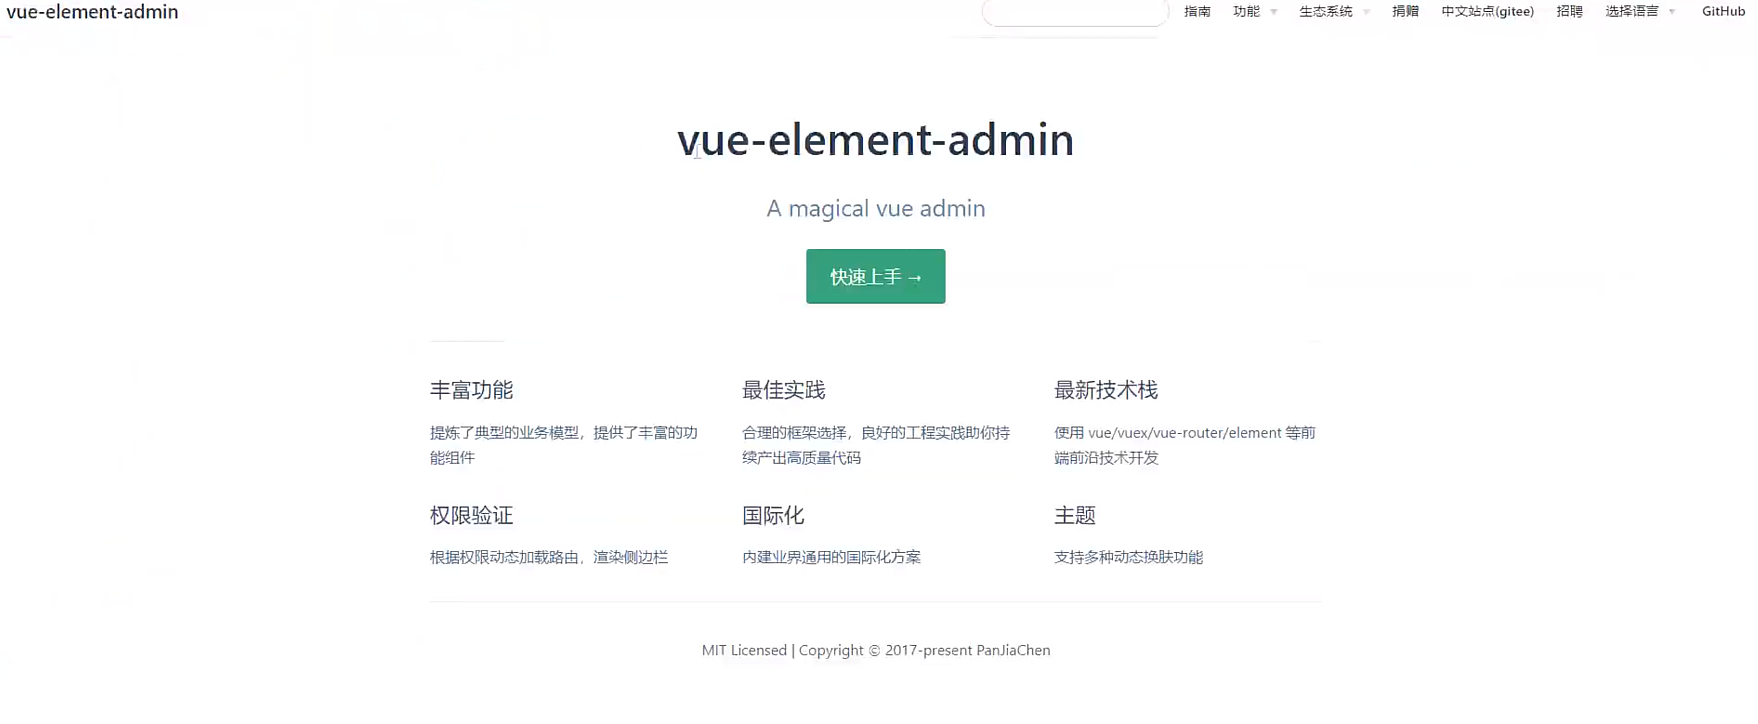 vue-element-admin
指南 功能 生态系统 捐赠 中文站点(gitee) 招聘 选择语言 GitHub
vue-element-admin
A magical vue admin
快速上手 →
丰富功能
提炼了典型的业务模型，提供了丰富的功
能组件
最佳实践
合理的框架选择，良好的工程实践助你持
续产出高质量代码
最新技术栈
使用 vue/vuex/vue-router/element 等前
端前沿技术开发
权限验证
根据权限动态加载路由，渲染侧边栏
国际化
内建业界通用的国际化方案
主题
支持多种动态换肤功能
MIT Licensed | Copyright © 2017-present PanJiaChen